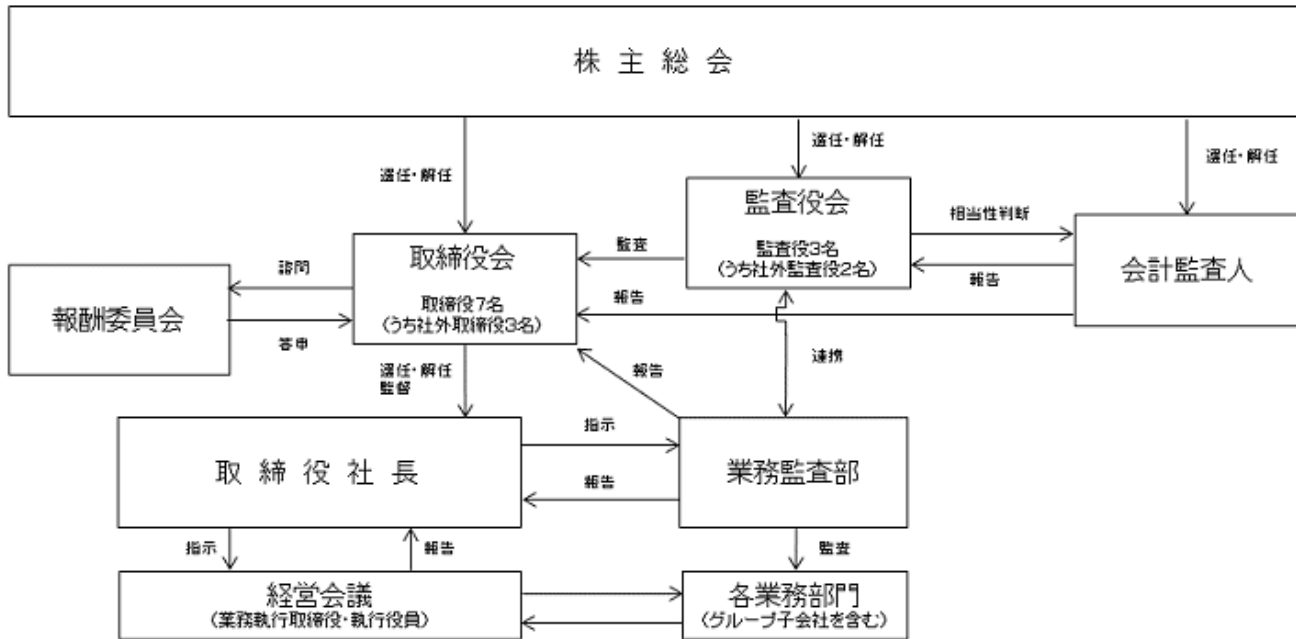 株主総会
選任・解任
選任・解任
選任・解任
監査役会
監査役3名
(うち社外監査役2名)
相当性判断
報告
会計監査人
取締役会
取締役7名
(うち社外取締役3名)
監査
報告
諮問
答申
報酬委員会
選任・解任
監督
報告
連携
取締役社長
指示
報告
業務監査部
指示
報告
監査
経営会議
(業務執行取締役・執行役員)
各業務部門
(グループ子会社を含む)